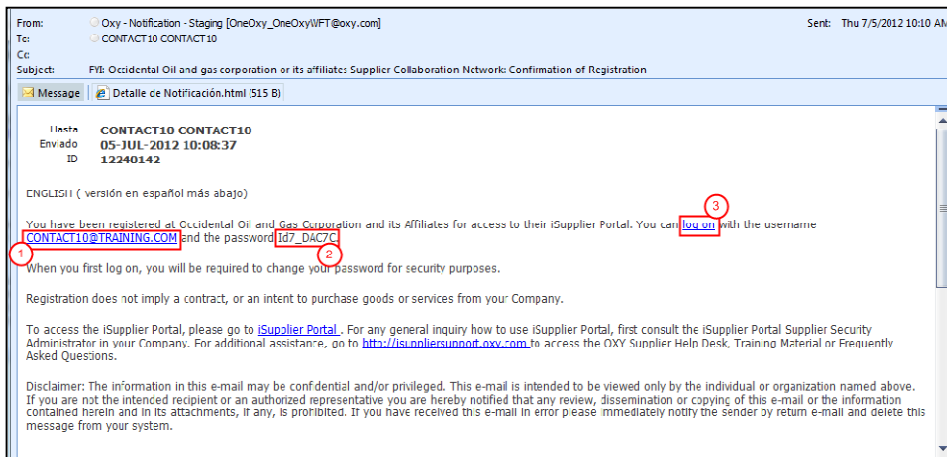 From: Oxy - Notification - Staging [OneOxy_OneOxyWFT@oxy.com] Sent: Thu 7/5/2012 10:10 AM
To: CONTACT10 CONTACT10
Cc:
Subject: FYI: Occidental Oil and gas corporation or its affiliates Supplier Collaboration Network: Confirmation of Registration
Message Detalle de Notificación.html (515 B)
Hasta CONTACT10 CONTACT10
Enviado 05-JUL-2012 10:08:37
ID 12240142
ENGLISH ( versión en español más abajo)
3
You have been registered at Occidental Oil and Gas Corporation and its Affiliates for access to their iSupplier Portal. You can log on with the username
CONTACT10@TRAINING.COM and the password
1 2
When you first log on, you will be required to change your password for security purposes.
Registration does not imply a contract, or an intent to purchase goods or services from your Company.
To access the iSupplier Portal, please go to iSupplier Portal . For any general inquiry how to use iSupplier Portal, first consult the iSupplier Portal Supplier Security
Administrator in your Company. For additional assistance, go to http://isuppliersupport.oxy.com to access the OXY Supplier Help Desk, Training Material or Frequently
Asked Questions.
Disclaimer: The information in this e-mail may be confidential and/or privileged. This e-mail is intended to be viewed only by the individual or organization named above.
If you are not the intended recipient or an authorized representative you are hereby notified that any review, dissemination or copying of this e-mail or the information
contained herein and in its attachments, if any, is prohibited. If you have received this e-mail in error please immediately notify the sender by return e-mail and delete this
message from your system.